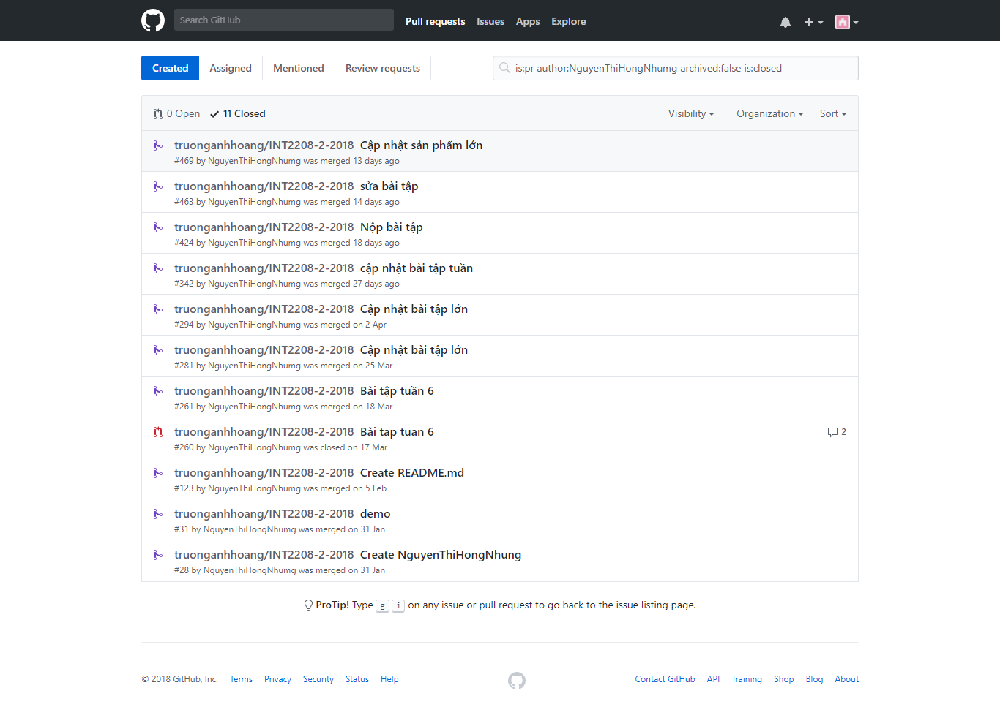 Search GitHub Pull requests Issues Apps Explore
Created Assigned Mentioned Review requests is:pr author:NguyenThiHongNhumg archived:false is:closed
0 Open 11 Closed Visibility Organization Sort
truonganhhoang/INT2208-2-2018 Cập nhật sản phẩm lớn
#469 by NguyenThiHongNhumg was merged 13 days ago
truonganhhoang/INT2208-2-2018 sửa bài tập
#463 by NguyenThiHongNhumg was merged 14 days ago
truonganhhoang/INT2208-2-2018 Nộp bài tập
#424 by NguyenThiHongNhumg was merged 18 days ago
truonganhhoang/INT2208-2-2018 cập nhật bài tập tuần
#342 by NguyenThiHongNhumg was merged 27 days ago
truonganhhoang/INT2208-2-2018 Cập nhật bài tập lớn
#294 by NguyenThiHongNhumg was merged on 2 Apr
truonganhhoang/INT2208-2-2018 Cập nhật bài tập lớn
#281 by NguyenThiHongNhumg was merged on 25 Mar
truonganhhoang/INT2208-2-2018 Bài tập tuần 6
#261 by NguyenThiHongNhumg was merged on 18 Mar
truonganhhoang/INT2208-2-2018 Bài tap tuan 6 2
#260 by NguyenThiHongNhumg was closed on 17 Mar
truonganhhoang/INT2208-2-2018 Create README.md
#123 by NguyenThiHongNhumg was merged on 5 Feb
truonganhhoang/INT2208-2-2018 demo
#31 by NguyenThiHongNhumg was merged on 31 Jan
truonganhhoang/INT2208-2-2018 Create NguyenThiHongNhung
#28 by NguyenThiHongNhumg was merged on 31 Jan
ProTip! Type g i on any issue or pull request to go back to the issue listing page.
© 2018 GitHub, Inc. Terms Privacy Security Status Help Contact GitHub API Training Shop Blog About